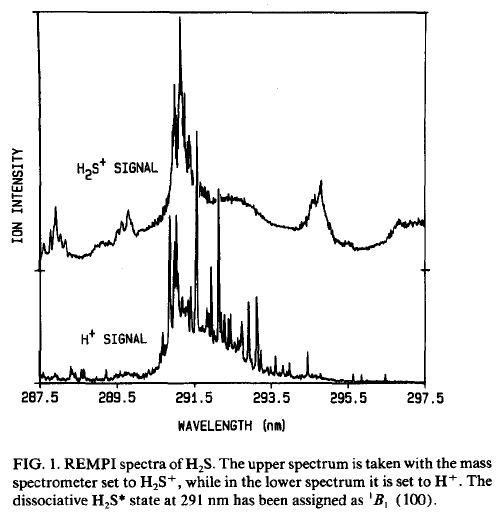 ION INTENSITY
H₂S⁺ SIGNAL
H⁺ SIGNAL
287.5 289.5 291.5 293.5 295.5 297.5
WAVELENGTH (nm)
FIG. 1. REMPI spectra of H₂S. The upper spectrum is taken with the mass
spectrometer set to H₂S⁺, while in the lower spectrum it is set to H⁺. The
dissociative H₂S* state at 291 nm has been assigned as ¹B₁ (100).